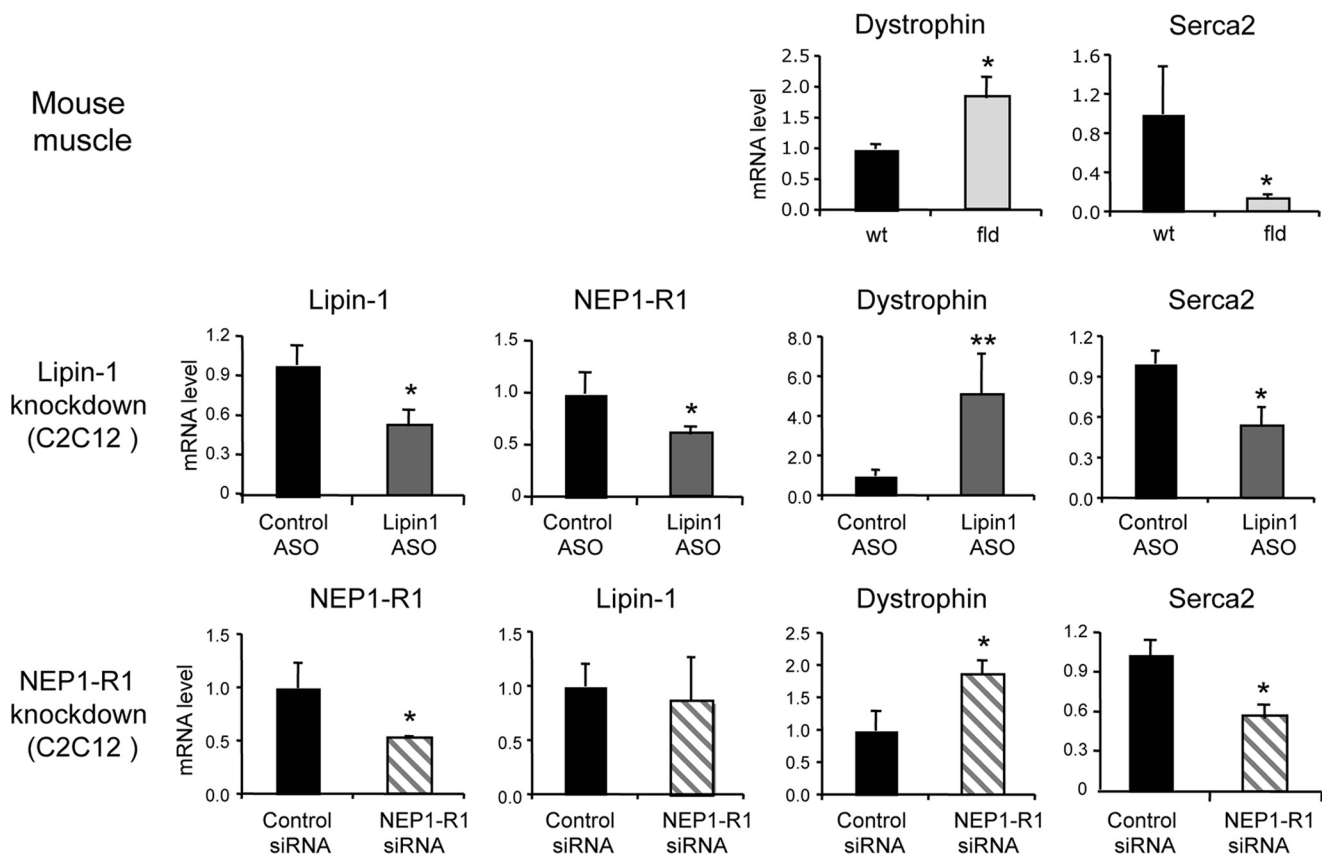 Mouse
muscle
Dystrophin
mRNA level
2.5
2.0
1.5
1.0
0.5
0.0
*
wt
fld
Serca2
1.6
1.2
0.8
0.4
0.0
*
wt
fld
Lipin-1
knockdown
(C2C12 )
Lipin-1
mRNA level
1.2
0.9
0.6
0.3
0
*
Control
ASO
Lipin1
ASO
NEP1-R1
1.5
1.0
0.5
0
*
Control
ASO
Lipin1
ASO
Dystrophin
8.0
6.0
4.0
2.0
0.0
**
Control
ASO
Lipin1
ASO
Serca2
1.2
0.9
0.6
0.3
0.0
*
Control
ASO
Lipin1
ASO
NEP1-R1
knockdown
(C2C12 )
NEP1-R1
mRNA level
1.5
1.0
0.5
0.0
*
Control
siRNA
NEP1-R1
siRNA
Lipin-1
1.5
1.0
0.5
0.0
Control
siRNA
NEP1-R1
siRNA
Dystrophin
2.5
2.0
1.5
1.0
0.5
0.0
*
Control
siRNA
NEP1-R1
siRNA
Serca2
1.2
0.9
0.6
0.3
0
*
Control
siRNA
NEP1-R1
siRNA